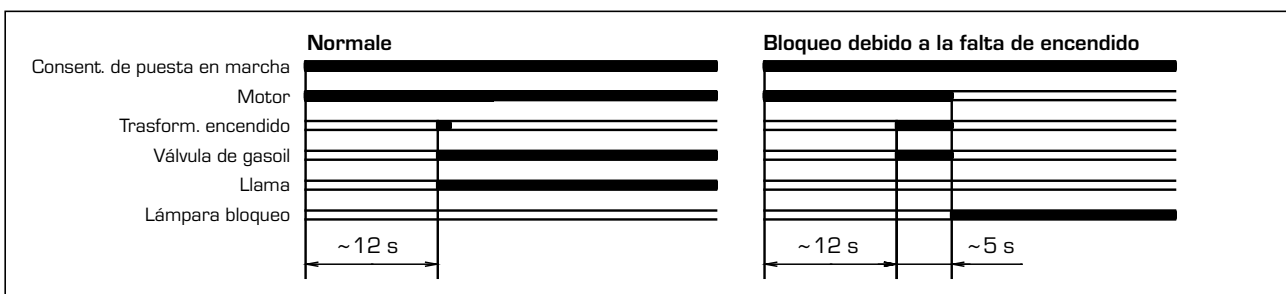 Normale
Bloqueo debido a la falta de encendido
Consent. de puesta en marcha
Motor
Trasform. encendido
Válvula de gasoil
Llama
Lámpara bloqueo
~12 s
~12 s
~5 s